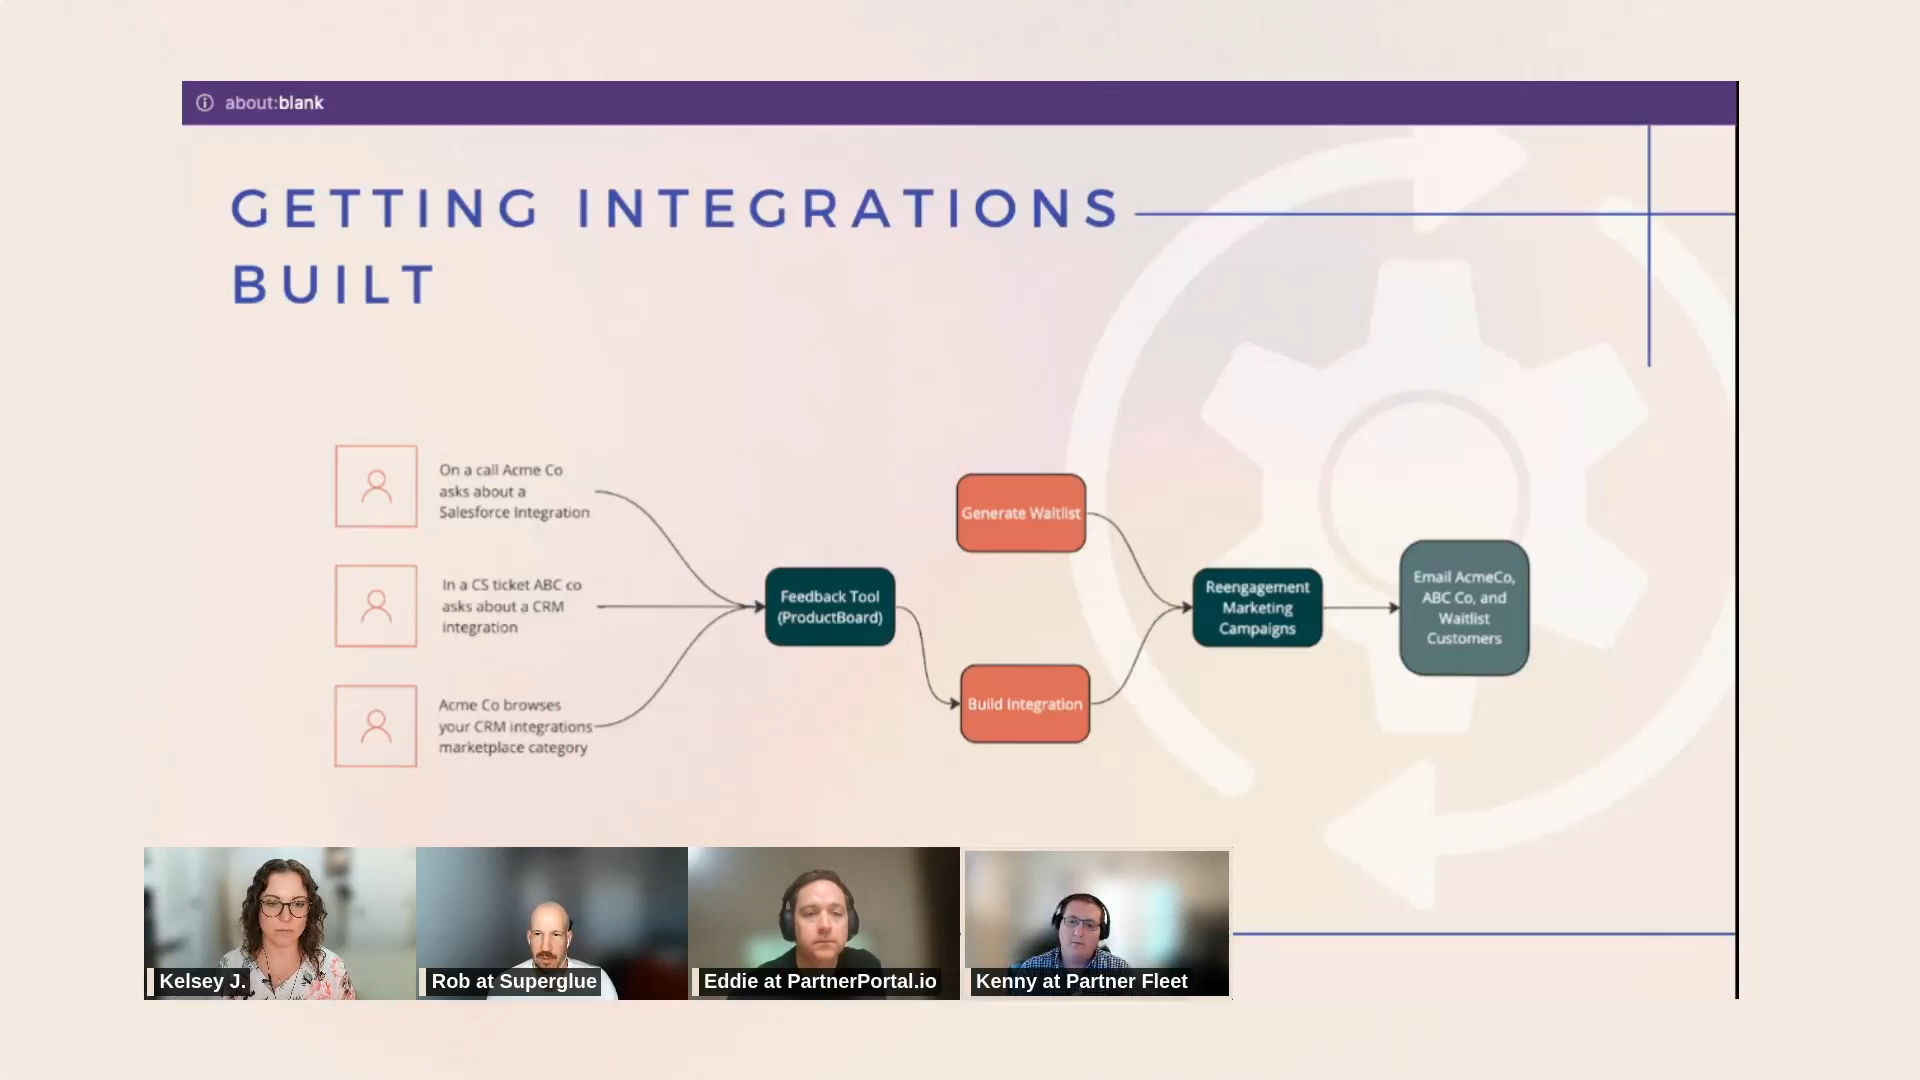 about:blank
GETTING INTEGRATIONS
BUILT
On a call Acme Co
asks about a
Salesforce Integration
In a CS ticket ABC co
asks about a CRM
integration
Acme Co browses
your CRM integrations
marketplace category
Feedback Tool
(ProductBoard)
Generate Waitlist
Build Integration
Reengagement
Marketing
Campaigns
Email AcmeCo,
ABC Co, and
Waitlist
Customers
Kelsey J.
Rob at Superglue
Eddie at PartnerPortal.io
Kenny at Partner Fleet